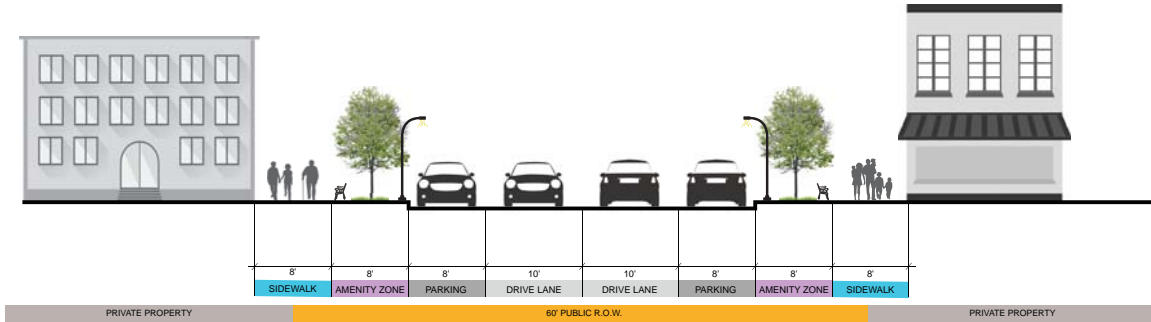 8' 8' 8' 10' 10' 8' 8' 8'
SIDEWALK AMENITY ZONE PARKING DRIVE LANE DRIVE LANE PARKING AMENITY ZONE SIDEWALK
PRIVATE PROPERTY 60' PUBLIC R.O.W. PRIVATE PROPERTY